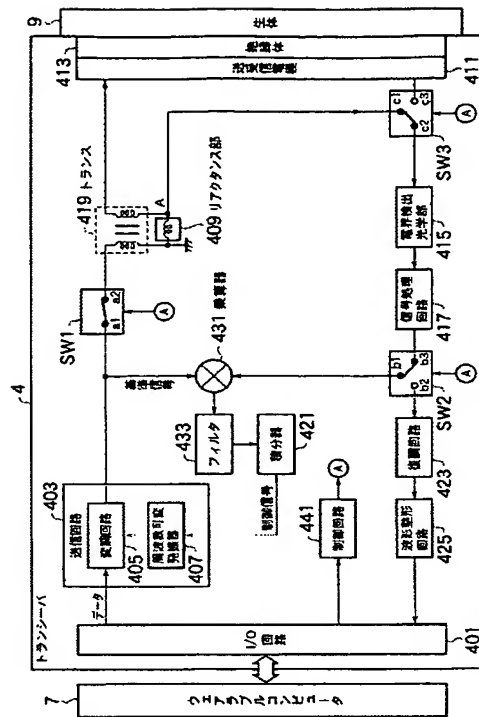 9
生体
413
絶縁体
送受信電極
411
4
トランシーバ
419 トランス
A
409 リアクタンス部
c1
c3
c2
A
SW3
電界検出
光学部
415
信号処理
回路
417
SW1
a1
a2
A
基準信号
431 乗算器
433
フィルタ
積分器
421
制御信号
b1
b2
b3
A
SW2
復調回路
423
波形整形
回路
425
403
送信回路
変調回路
405
周波数可変
発振器
407
A
制御回路
441
データ
I/O
回路
401
7
ウエアラブルコンピュータ